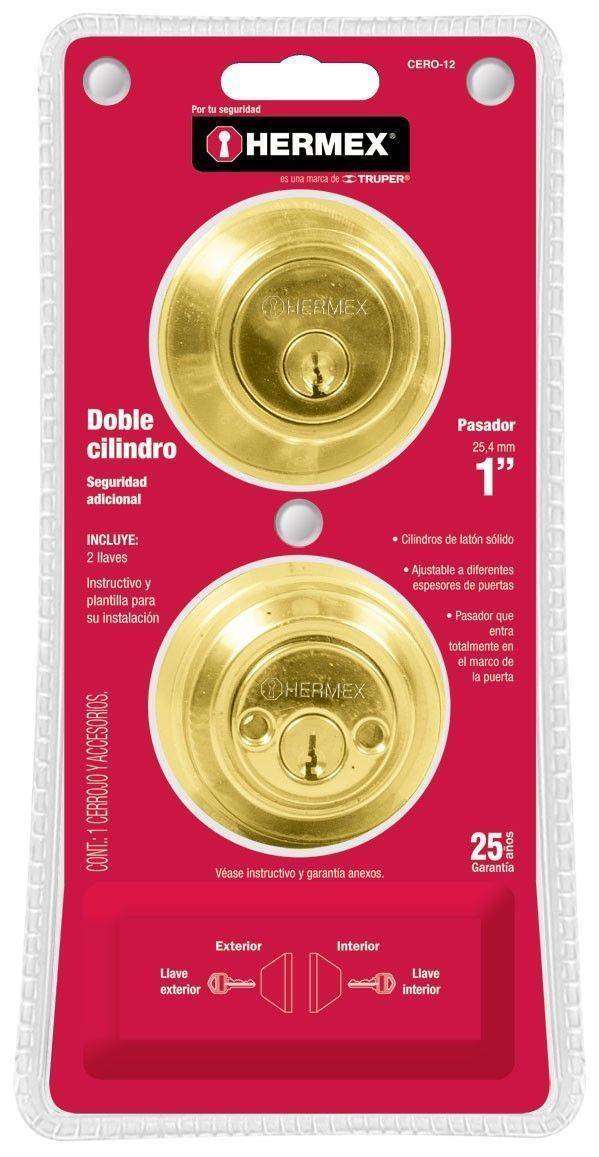 CERO-12
Por tu seguridad
HERMEX®
es una marca de TRUPER®
HERMEX
Doble
cilindro
Seguridad
adicional
INCLUYE:
2 llaves
Instructivo y
plantilla para
su instalación
Pasador
25,4 mm
1”
• Cilindros de latón sólido
• Ajustable a diferentes
espesores de puertas
• Pasador que
entra
totalmente en
el marco de
la puerta
HERMEX
CONT.: 1 CERROJO Y ACCESORIOS.
25 años
Garantía
Véase instructivo y garantía anexos.
Exterior
Interior
Llave
exterior
Llave
interior